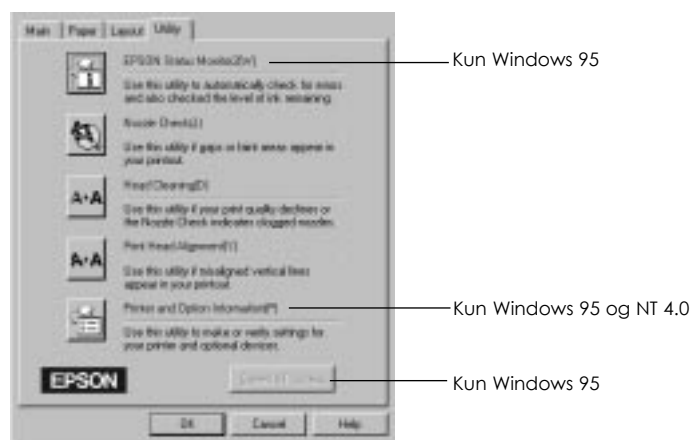 Main Paper Layout Utility
EPSON Status Monitor2(W) Kun Windows 95
Use this utility to automatically check for errors
and also checked the level of ink remaining.
Nozzle Check(J)
Use this utility if gaps or faint areas appear in
your printout.
Head Cleaning(D)
Use this utility if your print quality declines or
the Nozzle Check indicates clogged nozzles.
Print Head Alignment(Y)
Use this utility if misaligned vertical lines
appear in your printout.
Printer and Option Information(P) Kun Windows 95 og NT 4.0
Use this utility to make or verify settings for
your printer and optional devices.
EPSON
Kun Windows 95
OK Cancel Help